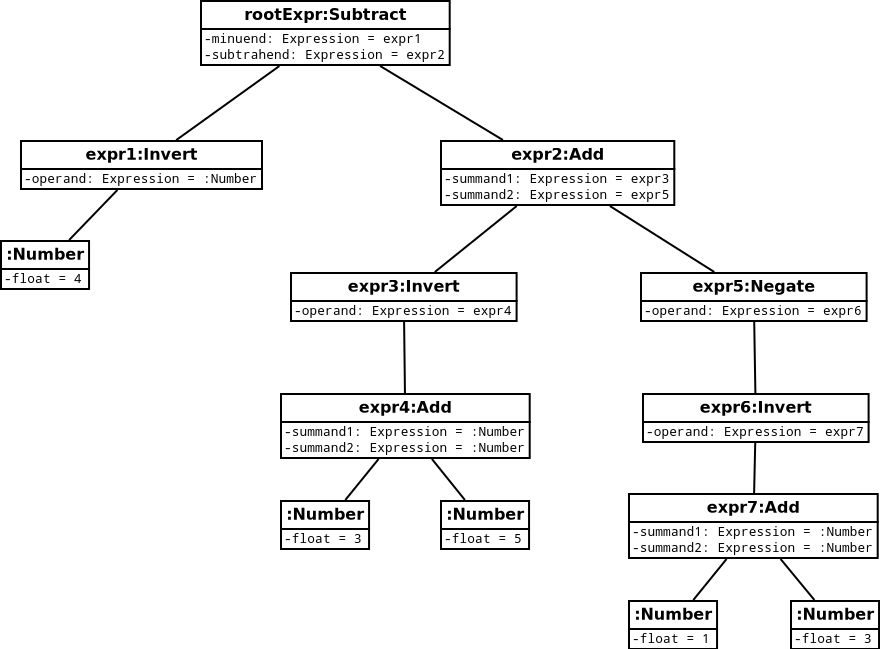 rootExpr:Subtract
-minuend: Expression = expr1
-subtrahend: Expression = expr2
expr1:Invert
-operand: Expression = :Number
expr2:Add
-summand1: Expression = expr3
-summand2: Expression = expr5
:Number
-float = 4
expr3:Invert
-operand: Expression = expr4
expr5:Negate
-operand: Expression = expr6
expr4:Add
-summand1: Expression = :Number
-summand2: Expression = :Number
expr6:Invert
-operand: Expression = expr7
:Number
-float = 3
:Number
-float = 5
expr7:Add
-summand1: Expression = :Number
-summand2: Expression = :Number
:Number
-float = 1
:Number
-float = 3